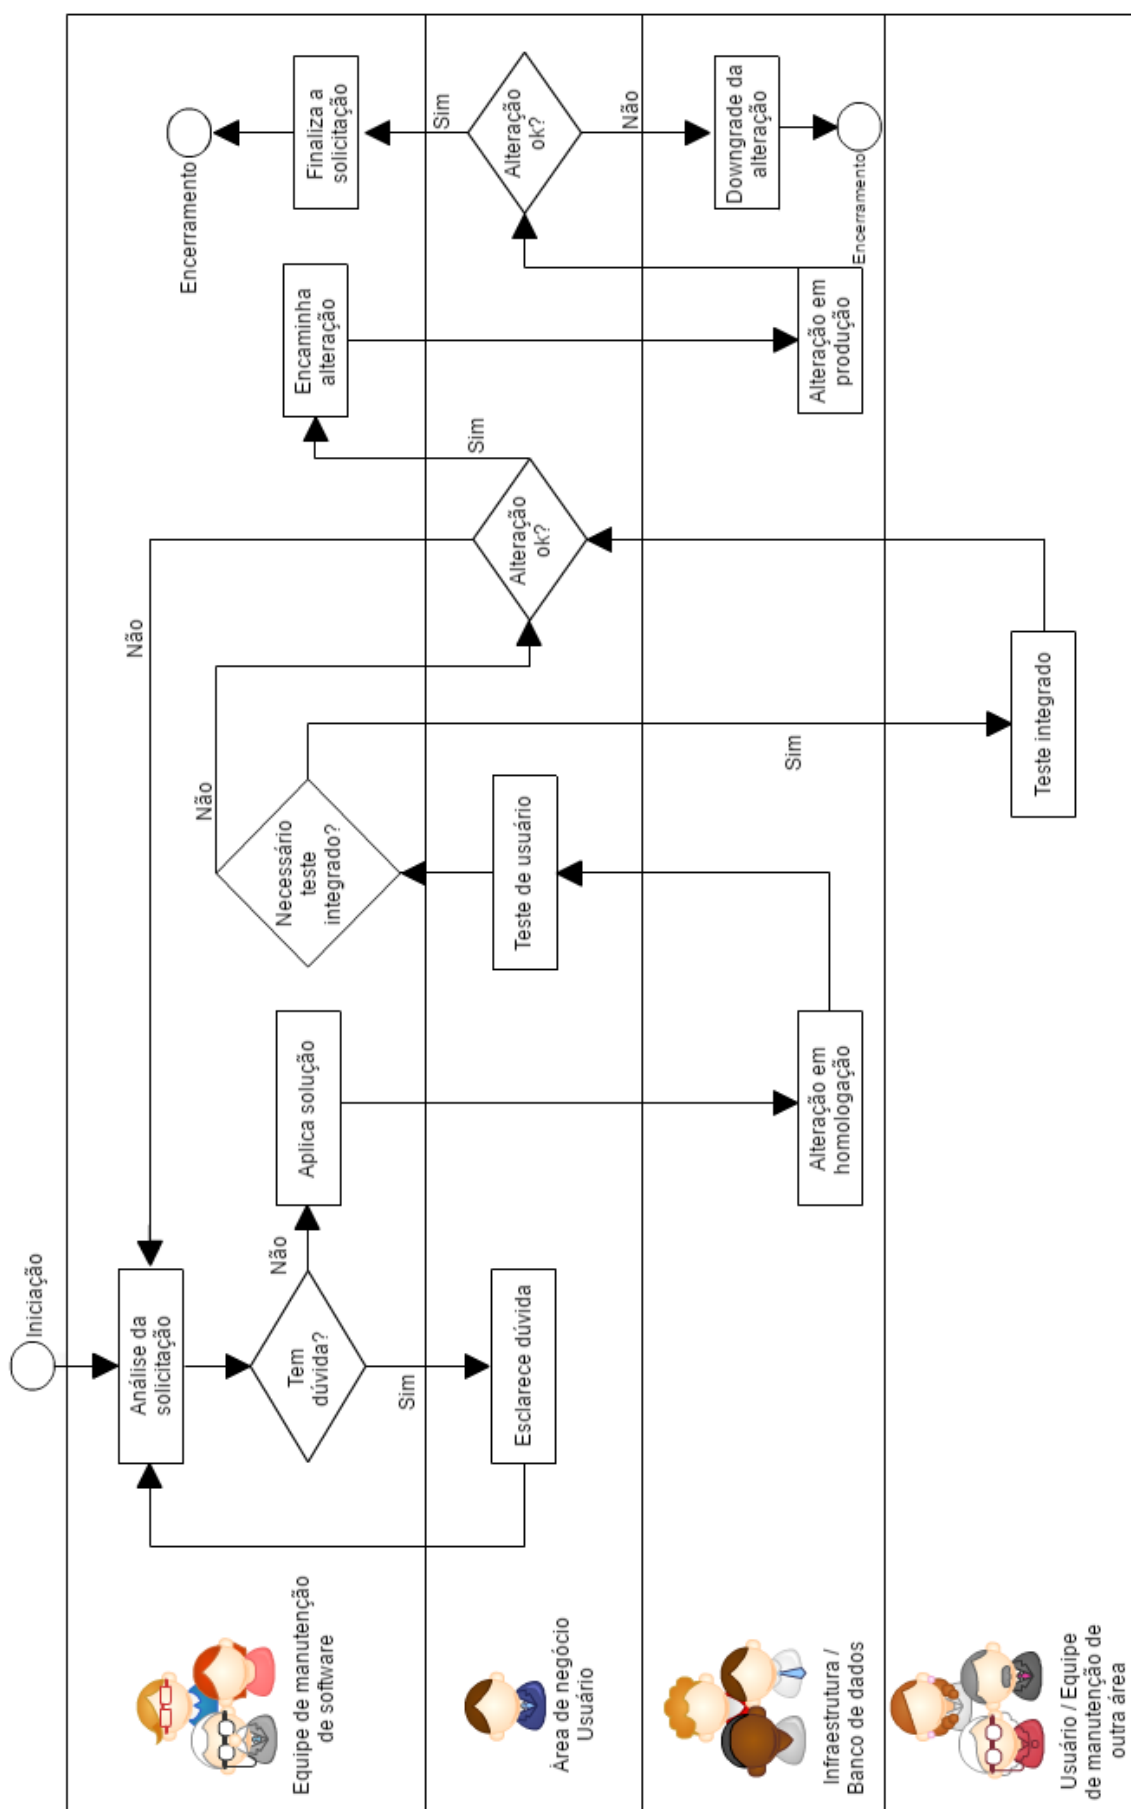 Iniciação
Equipe de manutenção
de software
Análise da
solicitação
Tem
dúvida?
Não
Sim
Aplica solução
Necessário
teste
integrado?
Não
Sim
Não
Encaminha
alteração
Finaliza a
solicitação
Encerramento
Área de negócio
Usuário
Esclarece dúvida
Teste de usuário
Alteração
ok?
Sim
Alteração
ok?
Sim
Não
Infraestrutura /
Banco de dados
Alteração em
homologação
Alteração em
produção
Downgrade da
alteração
Encerramento
Usuário / Equipe
de manutenção de
outra área
Teste integrado